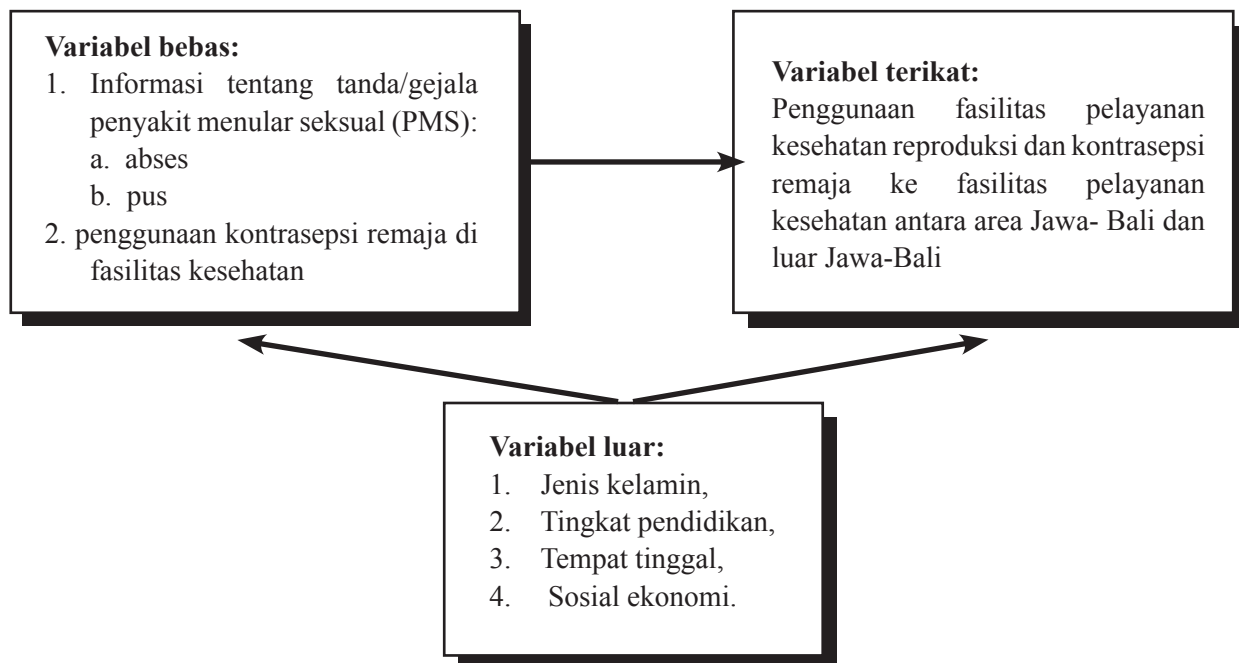 Variabel bebas:
1. Informasi tentang tanda/gejala
penyakit menular seksual (PMS):
a. abses
b. pus
2. penggunaan kontrasepsi remaja di
fasilitas kesehatan
Variabel terikat:
Penggunaan fasilitas pelayanan
kesehatan reproduksi dan kontrasepsi
remaja ke fasilitas pelayanan
kesehatan antara area Jawa- Bali dan
luar Jawa-Bali
Variabel luar:
1. Jenis kelamin,
2. Tingkat pendidikan,
3. Tempat tinggal,
4. Sosial ekonomi.